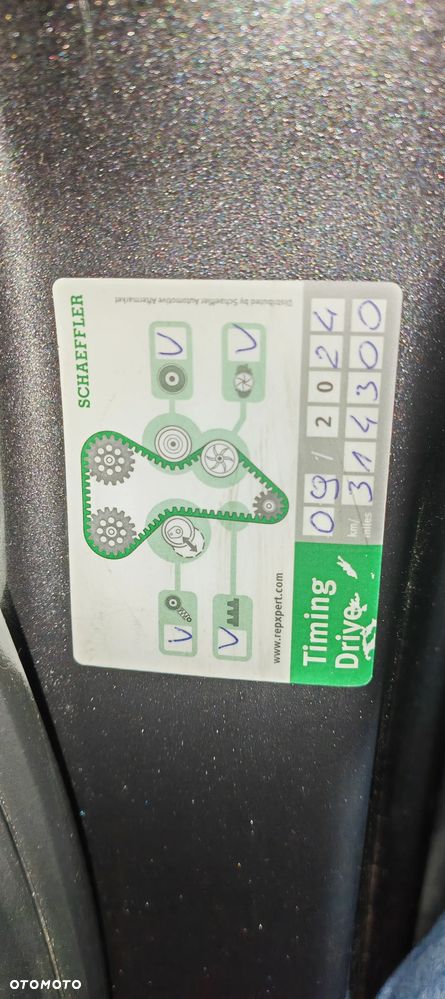 Timing
Drive
09/2024
km/
miles
314300
www.repxpert.com
V
V
V
V
Distributed by Schaeffler Automotive Aftermarket
SCHAEFFLER
OTOMOTO